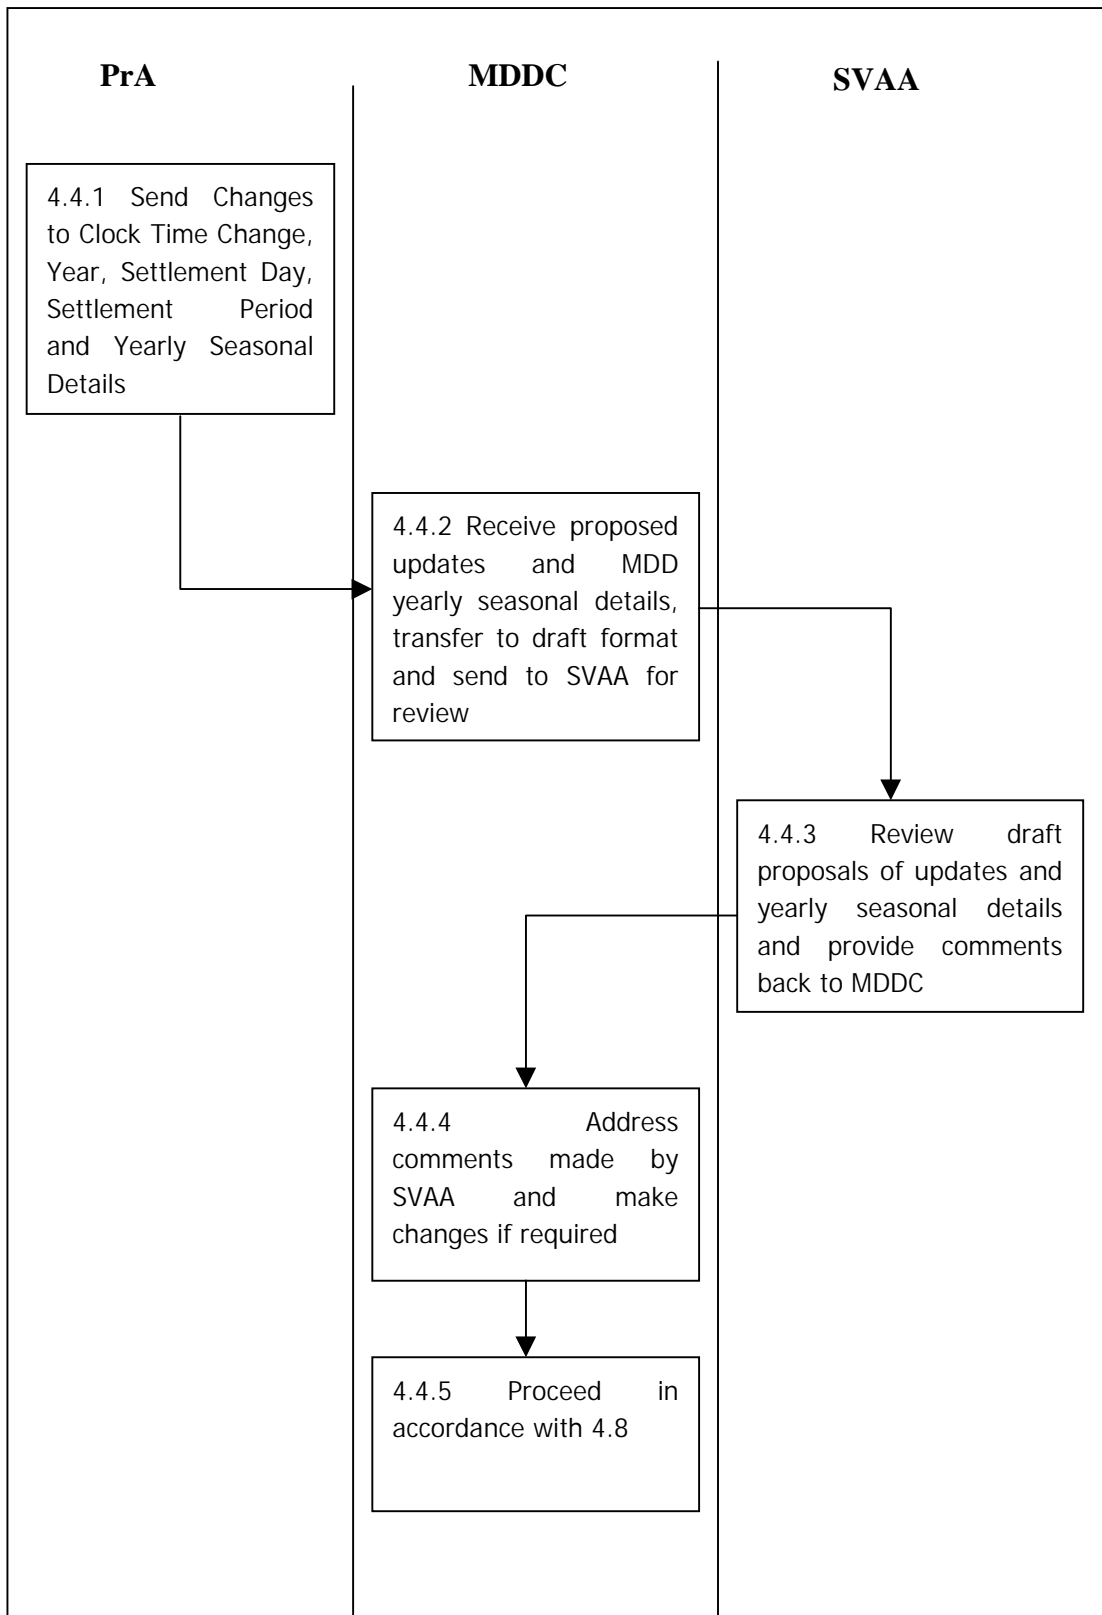 PrA
MDDC
SVAA
4.4.1 Send Changes
to Clock Time Change,
Year, Settlement Day,
Settlement Period
and Yearly Seasonal
Details
4.4.2 Receive proposed
updates and MDD
yearly seasonal details,
transfer to draft format
and send to SVAA for
review
4.4.3 Review draft
proposals of updates and
yearly seasonal details
and provide comments
back to MDDC
4.4.4 Address
comments made by
SVAA and make
changes if required
4.4.5 Proceed in
accordance with 4.8